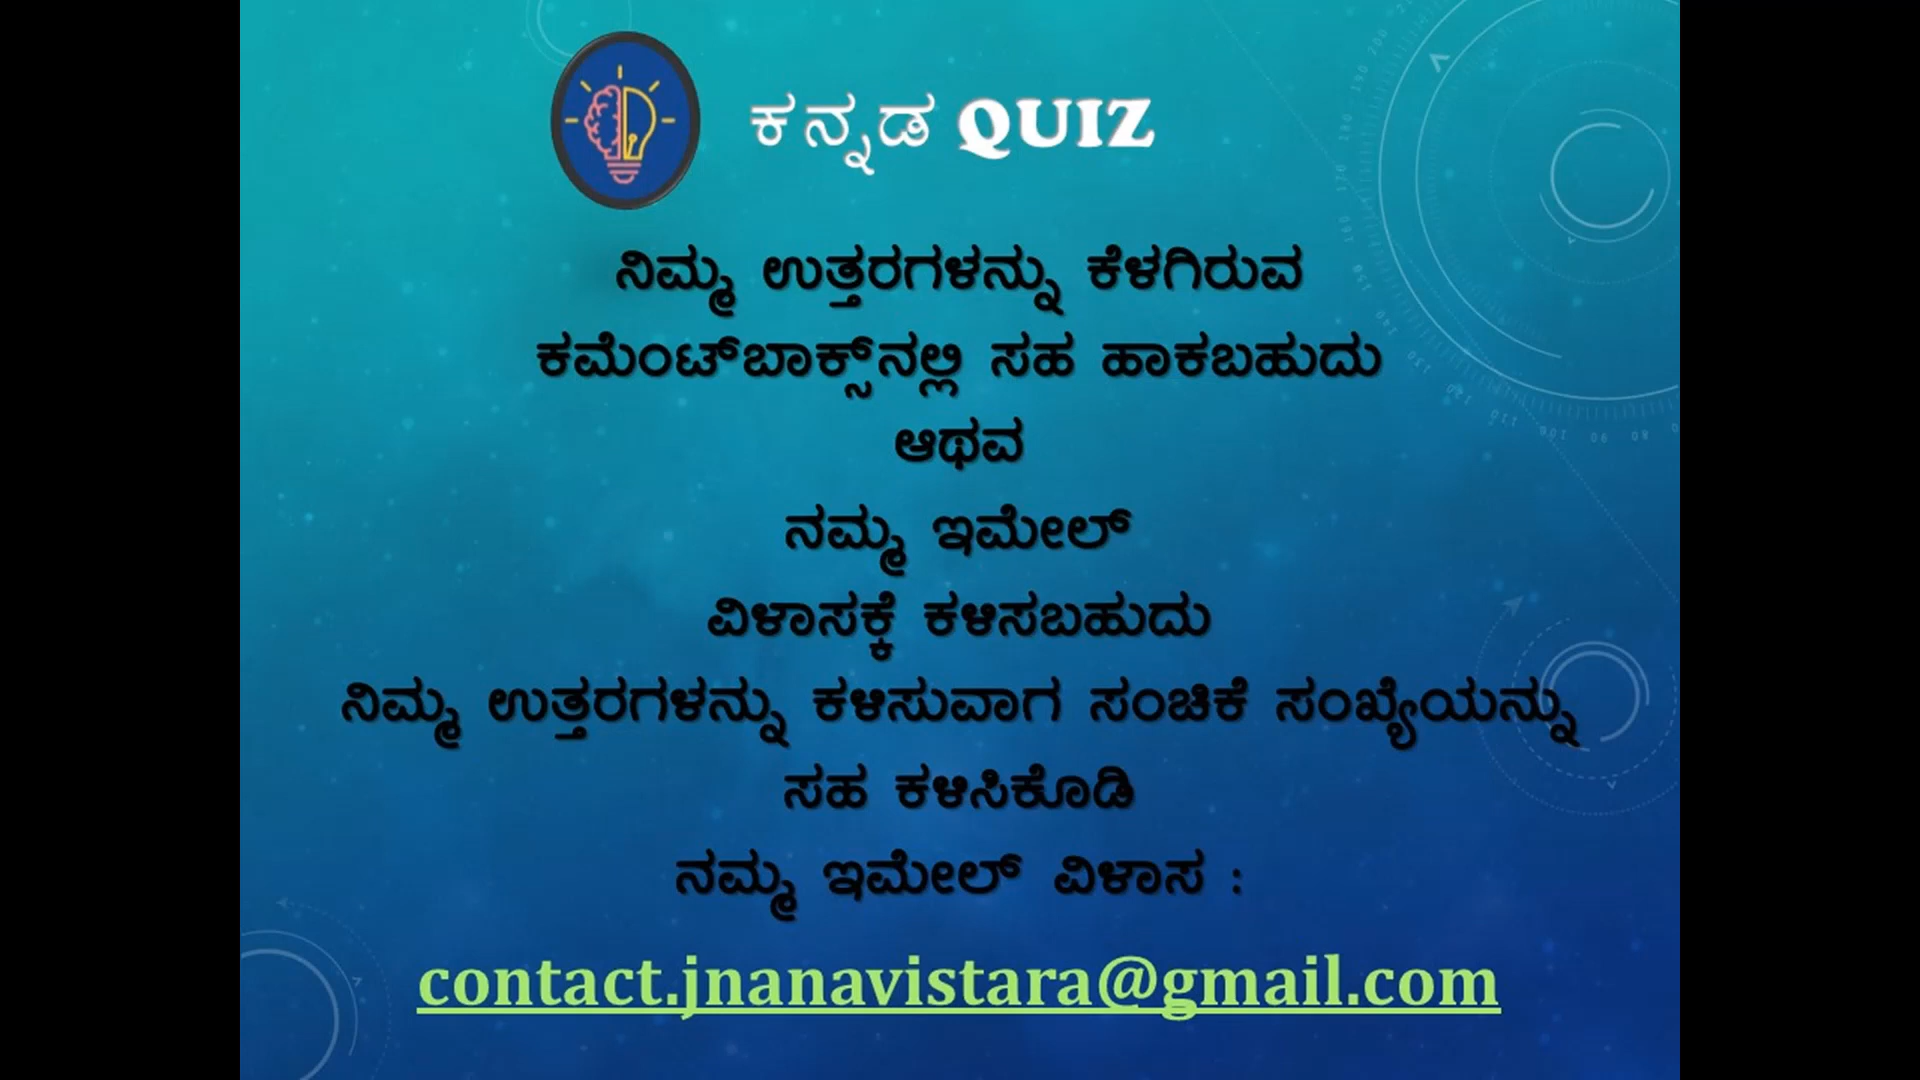 ಕನ್ನಡ QUIZ
ನಿಮ್ಮ ಉತ್ತರಗಳನ್ನು ಕೆಳಗಿರುವ
ಕಮೆಂಟ್‌ಬಾಕ್ಸ್‌ನಲ್ಲಿ ಸಹ ಹಾಕಬಹುದು
ಆಥವ
ನಮ್ಮ ಇಮೇಲ್
ವಿಳಾಸಕ್ಕೆ ಕಳಿಸಬಹುದು
ನಿಮ್ಮ ಉತ್ತರಗಳನ್ನು ಕಳಿಸುವಾಗ ಸಂಚಿಕೆ ಸಂಖ್ಯೆಯನ್ನು
ಸಹ ಕಳಿಸಿಕೊಡಿ
ನಮ್ಮ ಇಮೇಲ್ ವಿಳಾಸ :
contact.jnanavistara@gmail.com